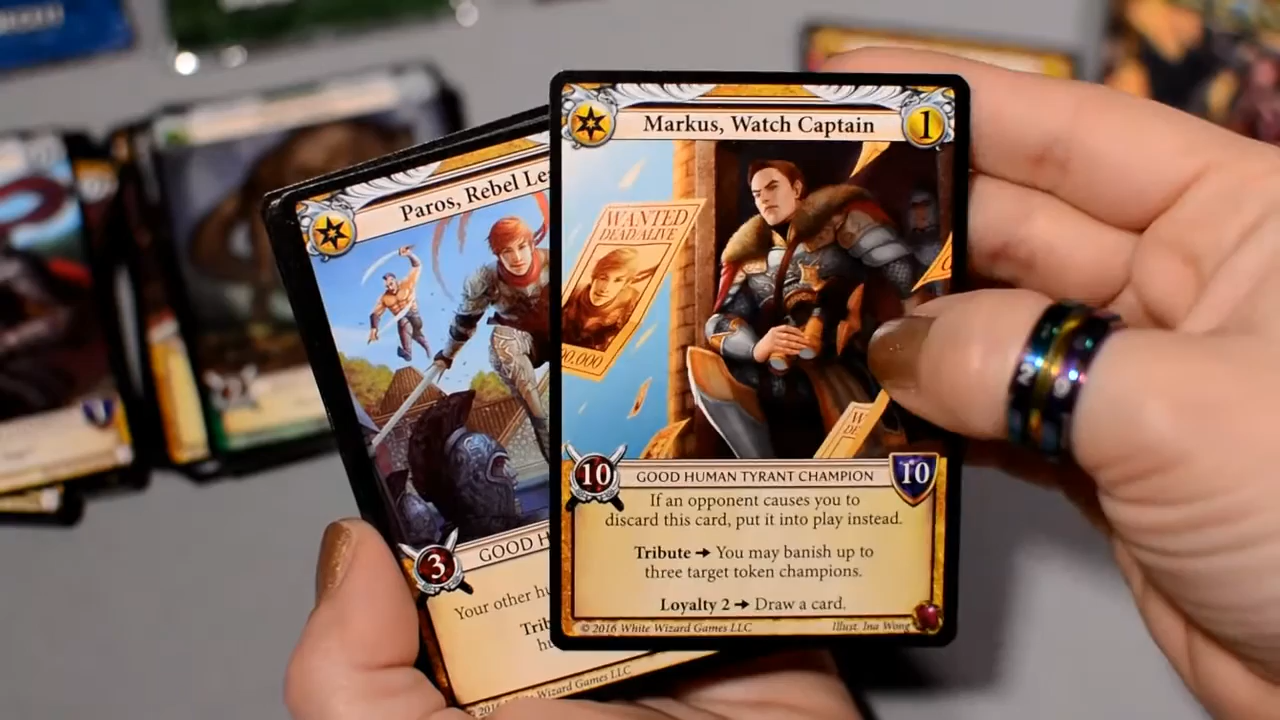 Markus, Watch Captain
1
WANTED
DEAD/ALIVE
00.000
10
GOOD HUMAN TYRANT CHAMPION
10
If an opponent causes you to
discard this card, put it into play instead.
Tribute → You may banish up to
three target token champions.
Loyalty 2 → Draw a card.
© 2016 White Wizard Games LLC
Illust. Ina Wong
Paros, Rebel
3
GOOD
Your other
© 2016
Wizard Games LLC